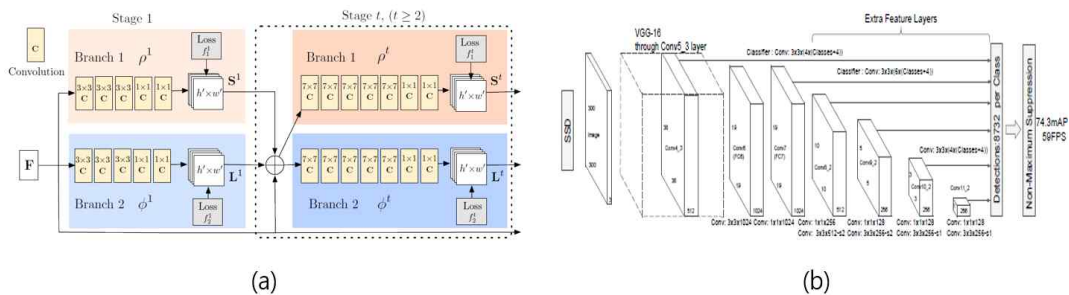 Stage 1
Stage t, (t ≥ 2)
C
Convolution
Branch 1 ρ¹
Loss
f₁¹
3×3 C 3×3 C 3×3 C 1×1 C 1×1 C
h′×w′
S¹
Branch 1 ρᵗ
Loss
f₁ᵗ
7×7 C 7×7 C 7×7 C 7×7 C 7×7 C 1×1 C 1×1 C
h′×w′
Sᵗ
F
3×3 C 3×3 C 3×3 C 1×1 C 1×1 C
h′×w′
L¹
Branch 2 ϕ¹
Loss
f₂¹
7×7 C 7×7 C 7×7 C 7×7 C 7×7 C 1×1 C 1×1 C
h′×w′
Lᵗ
Branch 2 ϕᵗ
Loss
f₂ᵗ
(a)
Extra Feature Layers
VGG-16
through Conv5_3 layer
Classifier : Conv: 3x3x(4x(Classes+4))
Classifier : Conv: 3x3x(6x(Classes+4))
Conv: 3x3x(4x(Classes+4))
SSD
300
Image
300
3
38
Conv4_3
38
512
19
Conv6
(FC6)
19
19
1024
19
Conv7
(FC7)
19
19
1024
10
Conv8_2
10
512
5
Conv9_2
5
256
3
Conv10_2
3
256
Conv11_2
256
Conv: 3x3x1024
Conv: 1x1x1024
Conv: 1x1x256
Conv: 3x3x512-s2
Conv: 1x1x128
Conv: 3x3x256-s2
Conv: 1x1x128
Conv: 3x3x256-s1
Conv: 1x1x128
Conv: 3x3x256-s1
Detections:8732 per Class
Non-Maximum Suppression
74.3mAP
59FPS
(b)